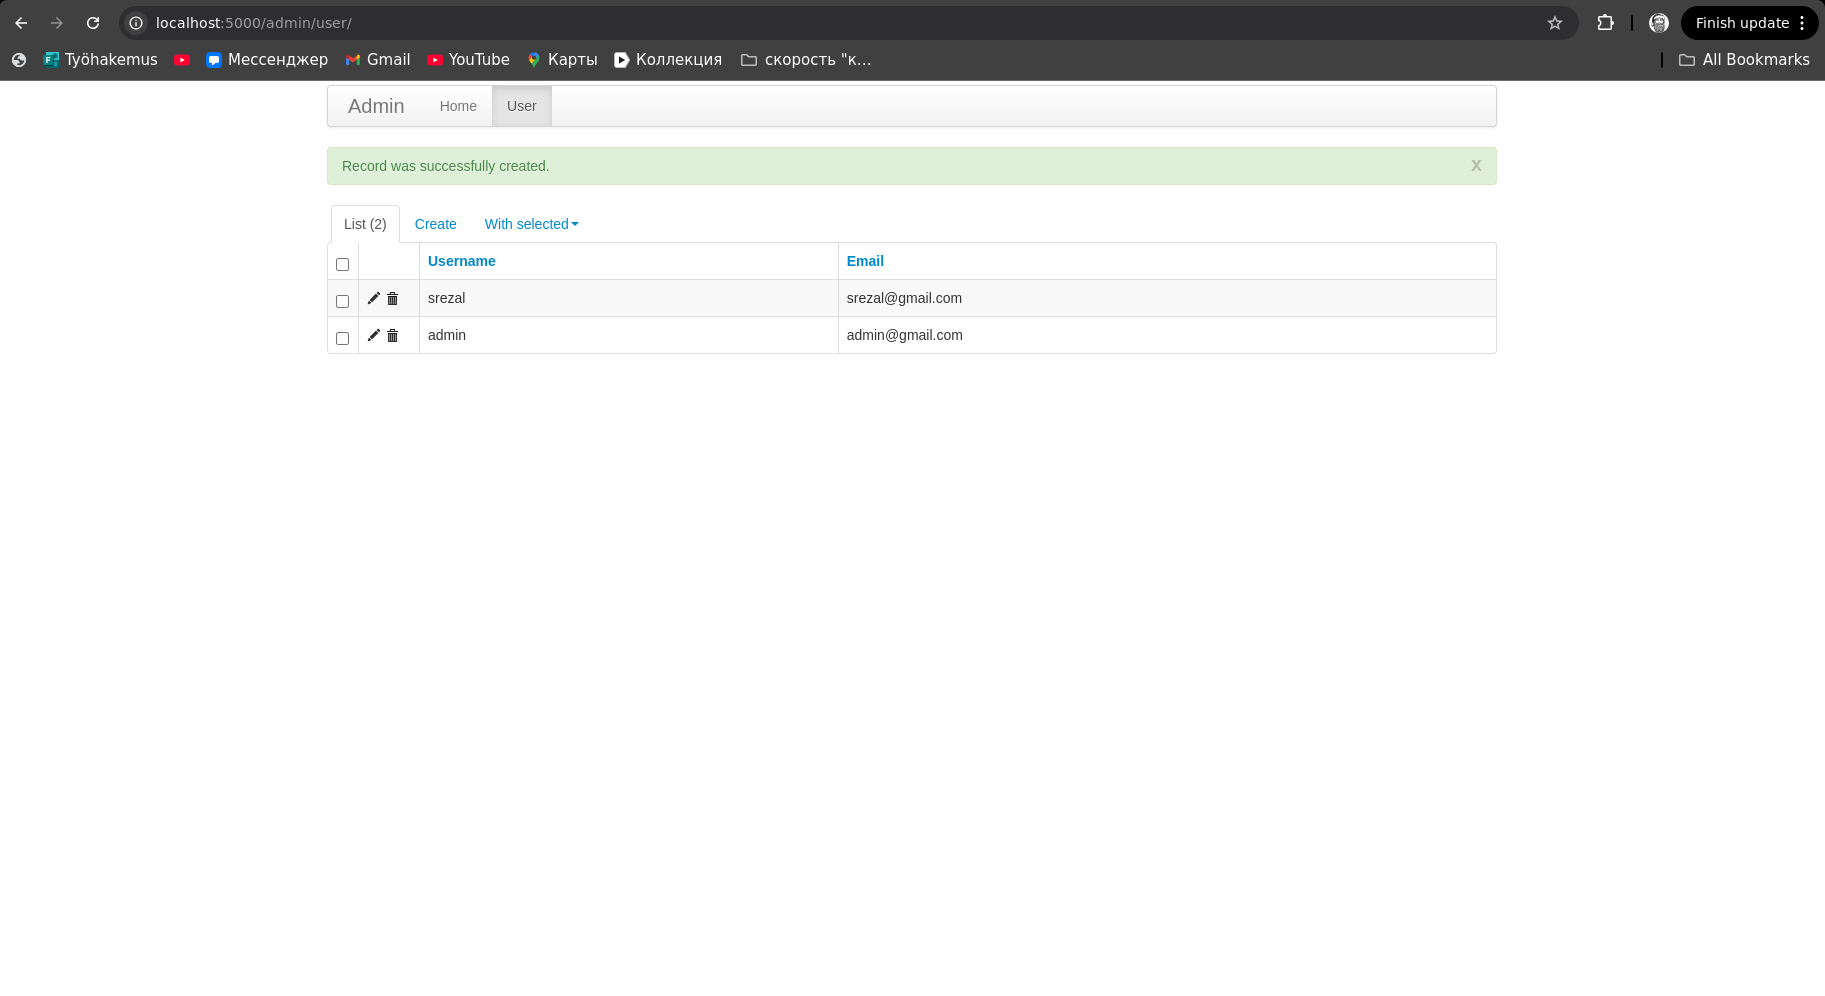 localhost:5000/admin/user/
Finish update
Työhakemus
Мессенджер
Gmail
YouTube
Карты
Коллекция
скорость "к...
All Bookmarks
Admin Home User
Record was successfully created. x
List (2) Create With selected
Username Email
srezal srezal@gmail.com
admin admin@gmail.com